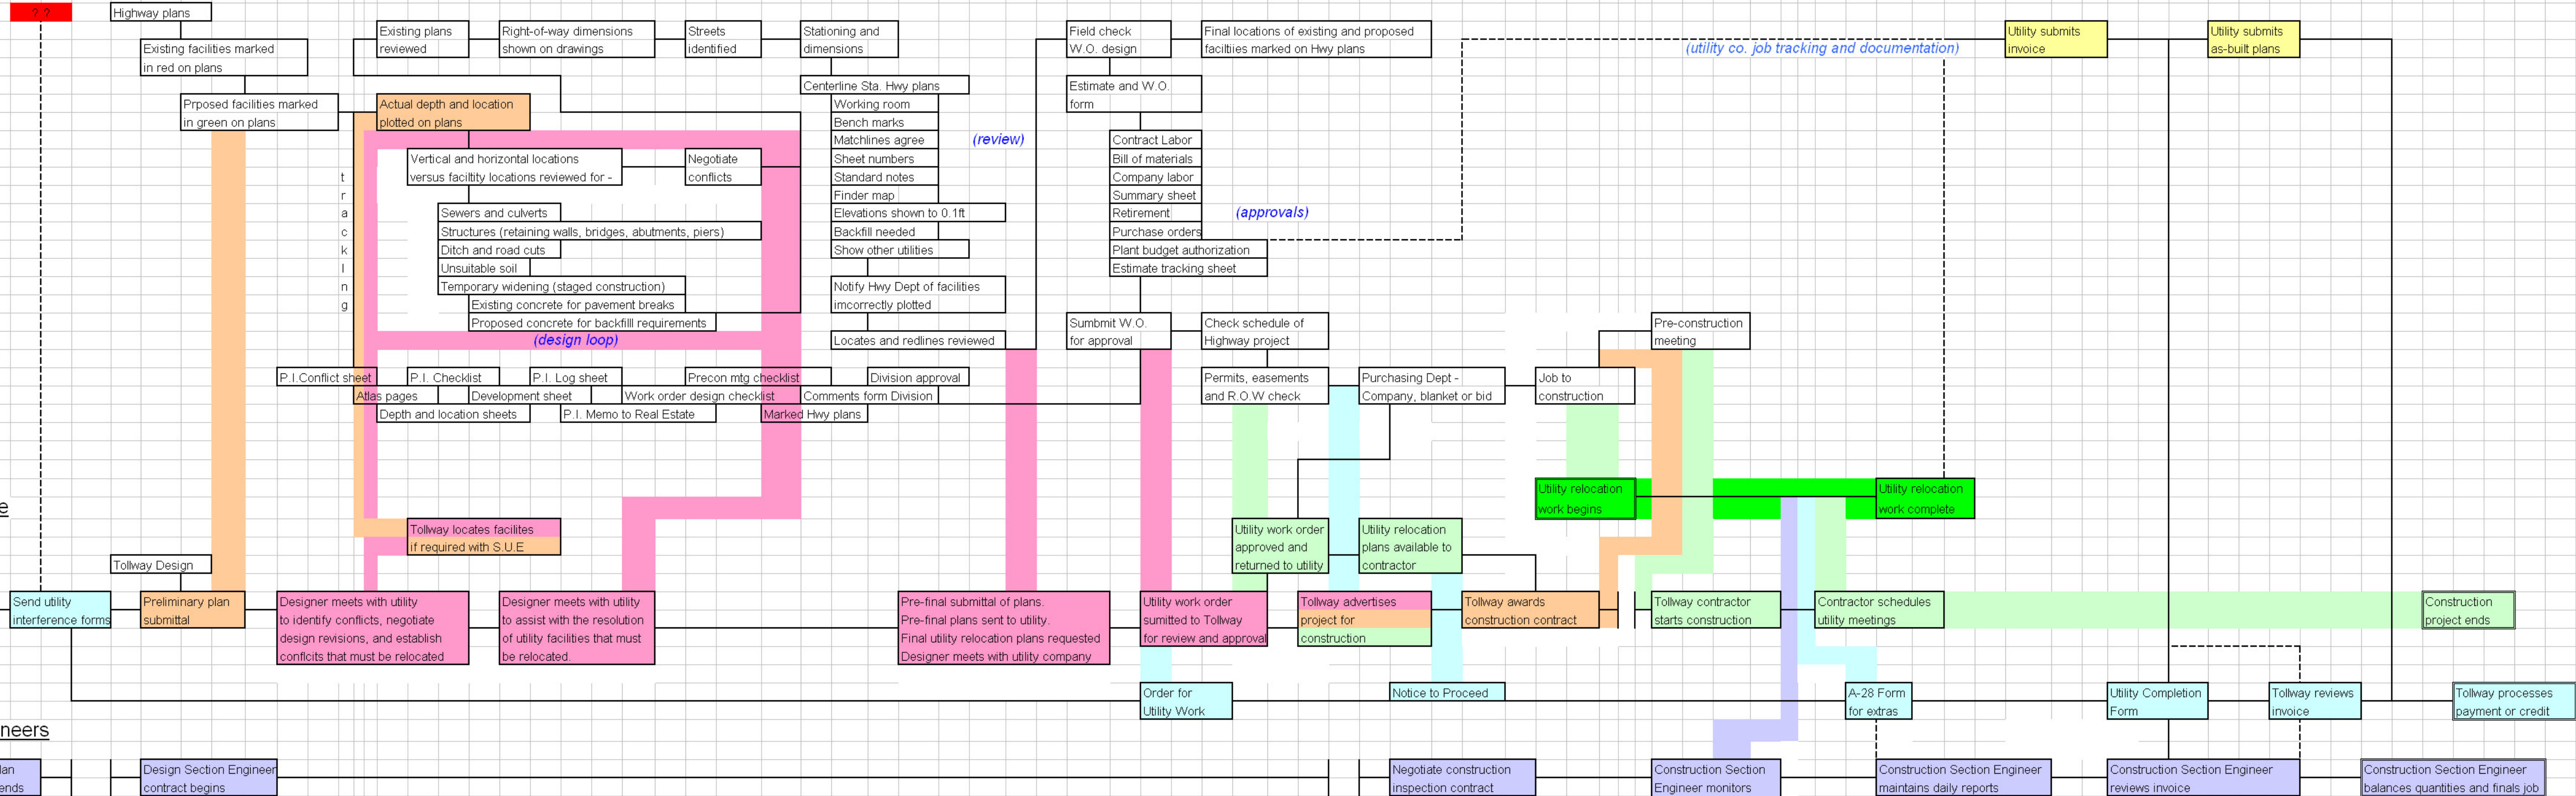 ? ?
Highway plans
Existing facilities marked
in red on plans
Prposed facilities marked
in green on plans
Existing plans
reviewed
Right-of-way dimensions
shown on drawings
Streets
identified
Stationing and
dimensions
Actual depth and location
plotted on plans
Vertical and horizontal locations
versus faciltiy locations reviewed for -
Negotiate
conflicts
t
r
a
c
k
I
n
g
Sewers and culverts
Structures (retaining walls, bridges, abutments, piers)
Ditch and road cuts
Unsuitable soil
Temporary widening (staged construction)
Existing concrete for pavement breaks
Proposed concrete for backfilll requirements
(design loop)
Centerline Sta. Hwy plans
Working room
Bench marks
Matchlines agree
Sheet numbers
Standard notes
Finder map
Elevations shown to 0.1ft
Backfill needed
Show other utilities
(review)
Notify Hwy Dept of facilities
imcorrectly plotted
Locates and redlines reviewed
Field check
W.O. design
Final locations of existing and proposed
faciltiies marked on Hwy plans
Estimate and W.O.
form
Contract Labor
Bill of materials
Company labor
Summary sheet
Retirement
Purchase orders
Plant budget authorization
Estimate tracking sheet
(approvals)
(utility co. job tracking and documentation)
Utility submits
invoice
Utility submits
as-built plans
Sumbmit W.O.
for approval
Check schedule of
Highway project
Pre-construction
meeting
P.I.Conflict sheet
P.I. Checklist
P.I. Log sheet
Precon mtg checklist
Division approval
Atlas pages
Development sheet
Work order design checklist
Comments form Division
Depth and location sheets
P.I. Memo to Real Estate
Marked Hwy plans
Permits, easements
and R.O.W check
Purchasing Dept -
Company, blanket or bid
Job to
construction
Utility relocation
work begins
Utility relocation
work complete
e
Tollway locates facilites
if required with S.U.E
Utility work order
approved and
returned to utility
Utility relocation
plans available to
contractor
Tollway Design
Send utility
interference forms
Preliminary plan
submittal
Designer meets with utility
to identify conflicts, negotiate
design revisions, and establish
conflcits that must be relocated
Designer meets with utility
to assist with the resolution
of utility facilities that must
be relocated.
Pre-final submittal of plans.
Pre-final plans sent to utility.
Final utility relocation plans requested
Designer meets with utility company
Utility work order
sumitted to Tollway
for review and approval
Tollway advertises
project for
construction
Tollway awards
construction contract
Tollway contractor
starts construction
Contractor schedules
utility meetings
Construction
project ends
Order for
Utility Work
Notice to Proceed
A-28 Form
for extras
Utility Completion
Form
Tollway reviews
invoice
Tollway processes
payment or credit
neers
lan
ends
Design Section Engineer
contract begins
Negotiate construction
inspection contract
Construction Section
Engineer monitors
Construction Section Engineer
maintains daily reports
Construction Section Engineer
reviews invoice
Construction Section Engineer
balances quantities and finals job